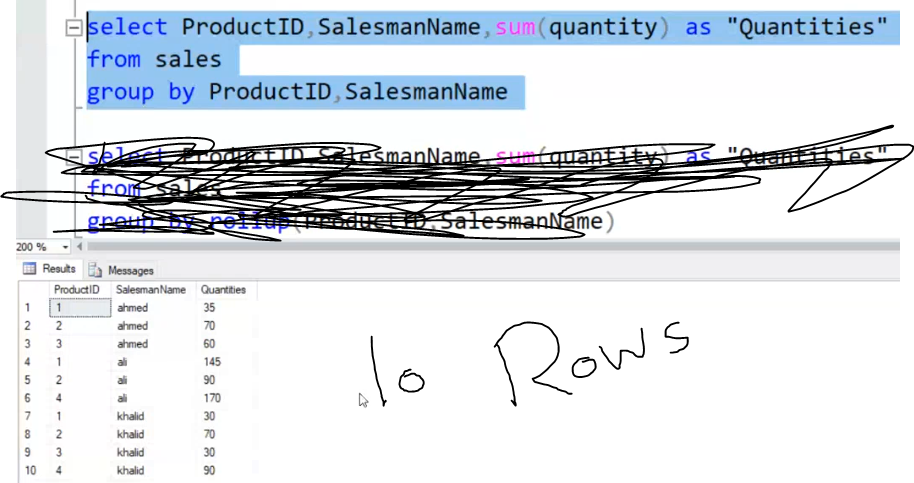 select ProductID,SalesmanName,sum(quantity) as "Quantities"
from sales
group by ProductID,SalesmanName
select ProductID,SalesmanName,sum(quantity) as "Quantities"
from sales
group by rollup(ProductID,SalesmanName)
200 %
Results Messages
ProductID SalesmanName Quantities
1 1 ahmed 35
2 2 ahmed 70
3 3 ahmed 60
4 1 ali 145
5 2 ali 90
6 4 ali 170
7 1 khalid 30
8 2 khalid 70
9 3 khalid 30
10 4 khalid 90
10 Rows